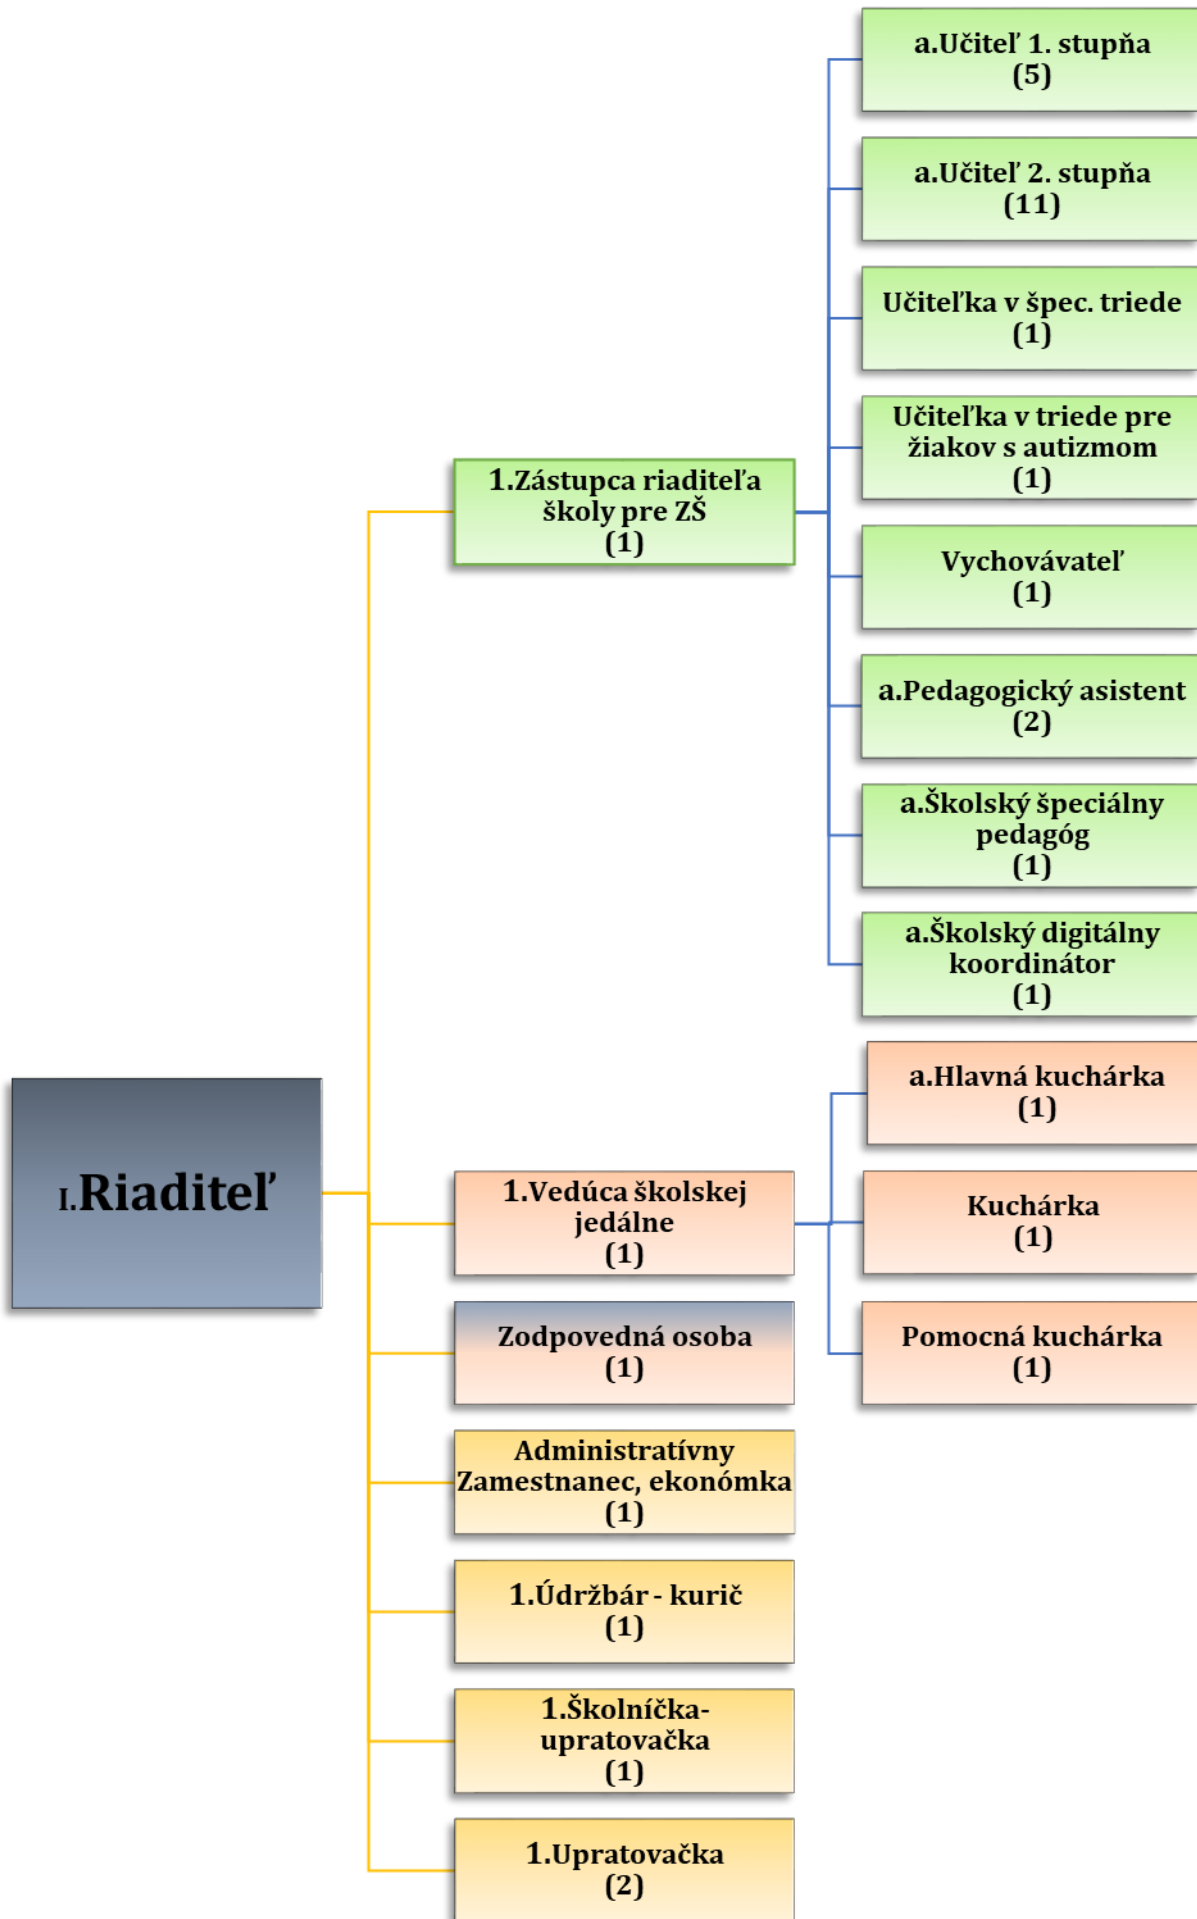 I.Riaditeľ
1.Zástupca riaditeľa
školy pre ZŠ
(1)
a.Učiteľ 1. stupňa
(5)
a.Učiteľ 2. stupňa
(11)
Učiteľka v špec. triede
(1)
Učiteľka v triede pre
žiakov s autizmom
(1)
Vychovávateľ
(1)
a.Pedagogický asistent
(2)
a.Školský špeciálny
pedagóg
(1)
a.Školský digitálny
koordinátor
(1)
1.Vedúca školskej
jedálne
(1)
a.Hlavná kuchárka
(1)
Kuchárka
(1)
Pomocná kuchárka
(1)
Zodpovedná osoba
(1)
Administratívny
Zamestnanec, ekonómka
(1)
1.Údržbár - kurič
(1)
1.Školníčka-
upratovačka
(1)
1.Upratovačka
(2)